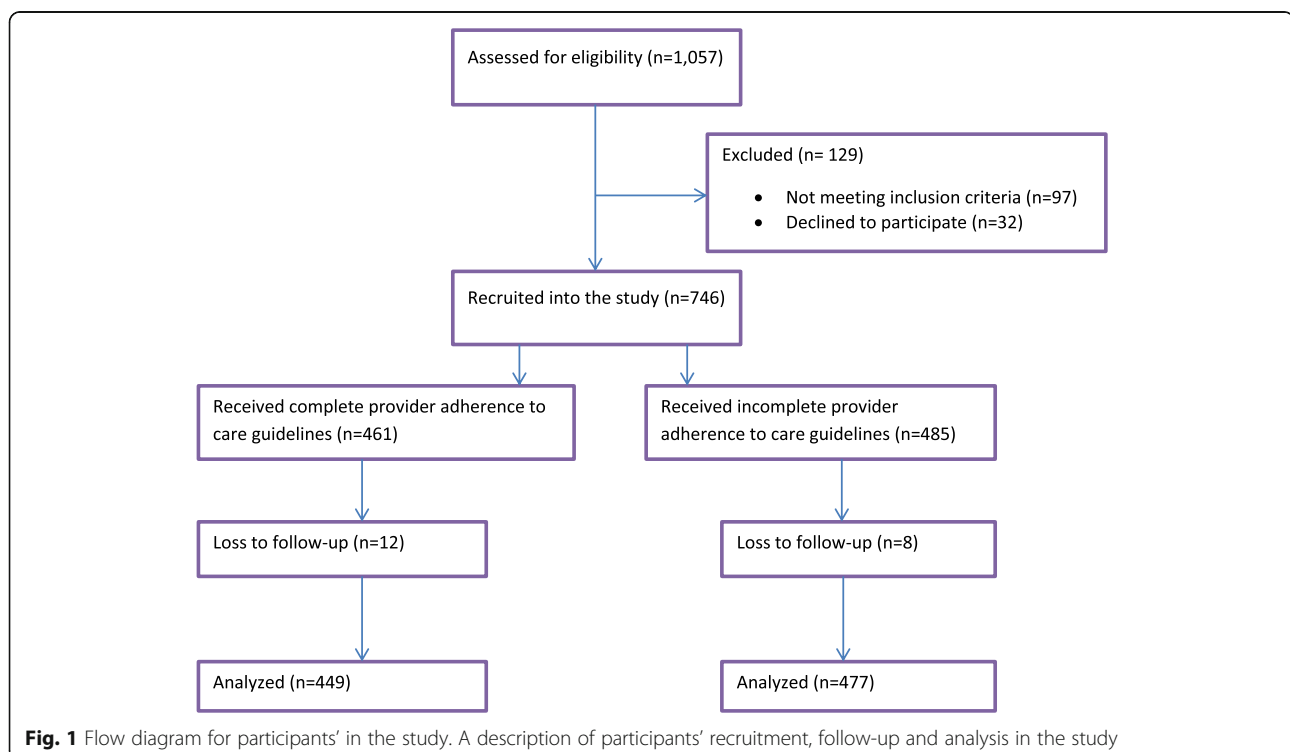 Assessed for eligibility (n=1,057)
Excluded (n= 129)
• Not meeting inclusion criteria (n=97)
• Declined to participate (n=32)
Recruited into the study (n=746)
Received complete provider adherence to
care guidelines (n=461)
Received incomplete provider
adherence to care guidelines (n=485)
Loss to follow-up (n=12)
Loss to follow-up (n=8)
Analyzed (n=449)
Analyzed (n=477)
Fig. 1 Flow diagram for participants’ in the study. A description of participants’ recruitment, follow-up and analysis in the study